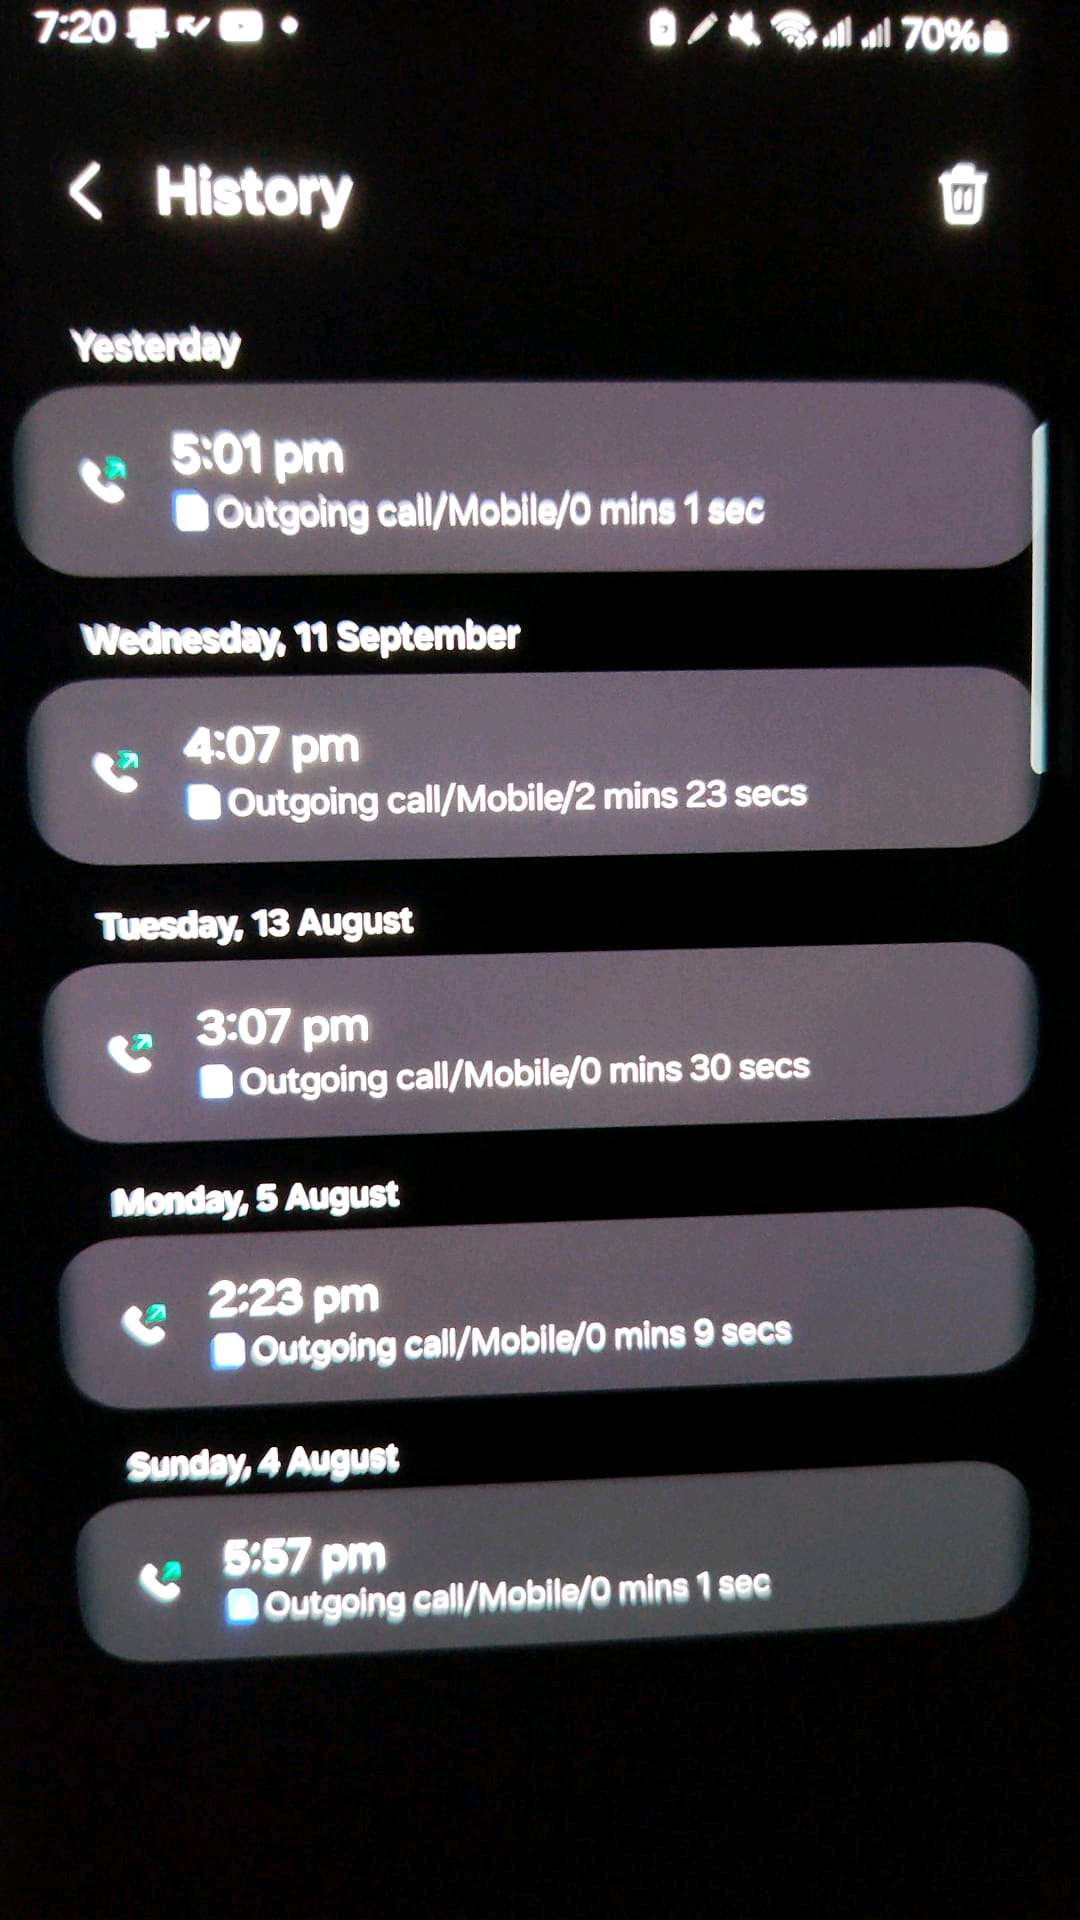 7:20
70%
History
Yesterday
5:01 pm
Outgoing call/Mobile/0 mins 1 sec
Wednesday, 11 September
4:07 pm
Outgoing call/Mobile/2 mins 23 secs
Tuesday, 13 August
3:07 pm
Outgoing call/Mobile/0 mins 30 secs
Monday, 5 August
2:23 pm
Outgoing call/Mobile/0 mins 9 secs
Sunday, 4 August
5:57 pm
Outgoing call/Mobile/0 mins 1 sec